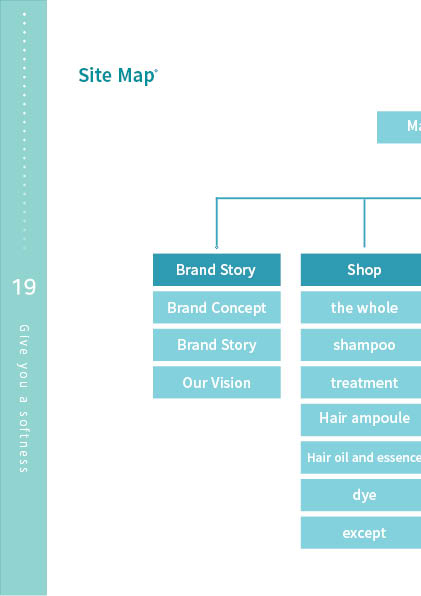 Site Map
19
Give you a softness
Brand Story
Brand Concept
Brand Story
Our Vision
Shop
the whole
shampoo
treatment
Hair ampoule
Hair oil and essence
dye
except